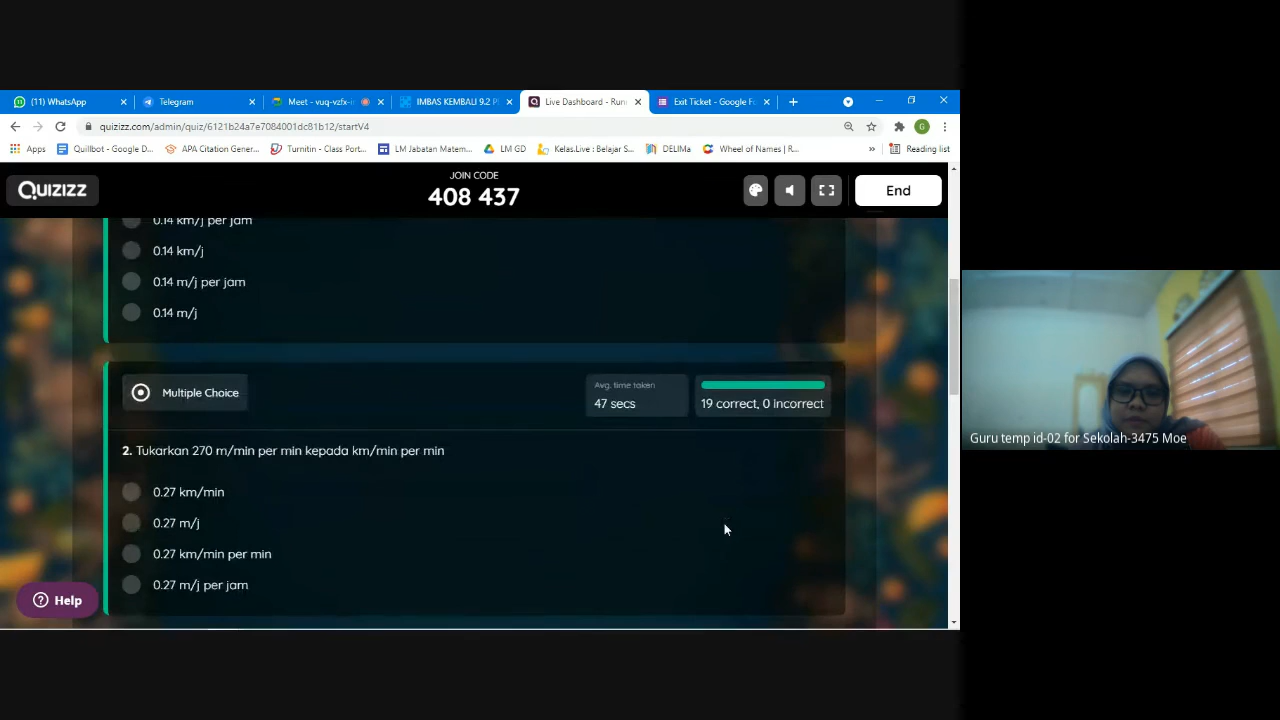 (11) WhatsApp
Telegram
Meet - vuq-vzfx-i
IMBAS KEMBALI 9.2 P
Live Dashboard - Run
Exit Ticket - Google F
quizizz.com/admin/quiz/6121b24a7e7084001dc81b12/startV4
G
Apps
Quillbot - Google D...
APA Citation Gener...
Turnitin - Class Port...
LM Jabatan Matem...
LM GD
Kelas.Live : Belajar S...
DELIMa
Wheel of Names | R...
»
Reading list
Quizizz
JOIN CODE
408 437
End
0.14 km/j per jam
0.14 km/j
0.14 m/j per jam
0.14 m/j
Multiple Choice
Avg. time taken
47 secs
19 correct, 0 incorrect
2. Tukarkan 270 m/min per min kepada km/min per min
0.27 km/min
0.27 m/j
0.27 km/min per min
0.27 m/j per jam
Help
Guru temp id-02 for Sekolah-3475 Moe